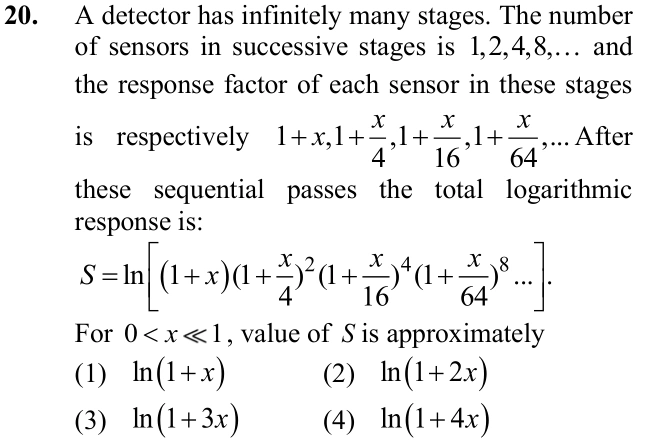 20. A detector has infinitely many stages. The number
of sensors in successive stages is 1,2,4,8,... and
the response factor of each sensor in these stages
is respectively 1+x,1+x/4,1+x/16,1+x/64,... After
these sequential passes the total logarithmic
response is:
S=ln[(1+x)(1+x/4)²(1+x/16)⁴(1+x/64)⁸...].
For 0<x≪1, value of S is approximately
(1) ln(1+x) (2) ln(1+2x)
(3) ln(1+3x) (4) ln(1+4x)